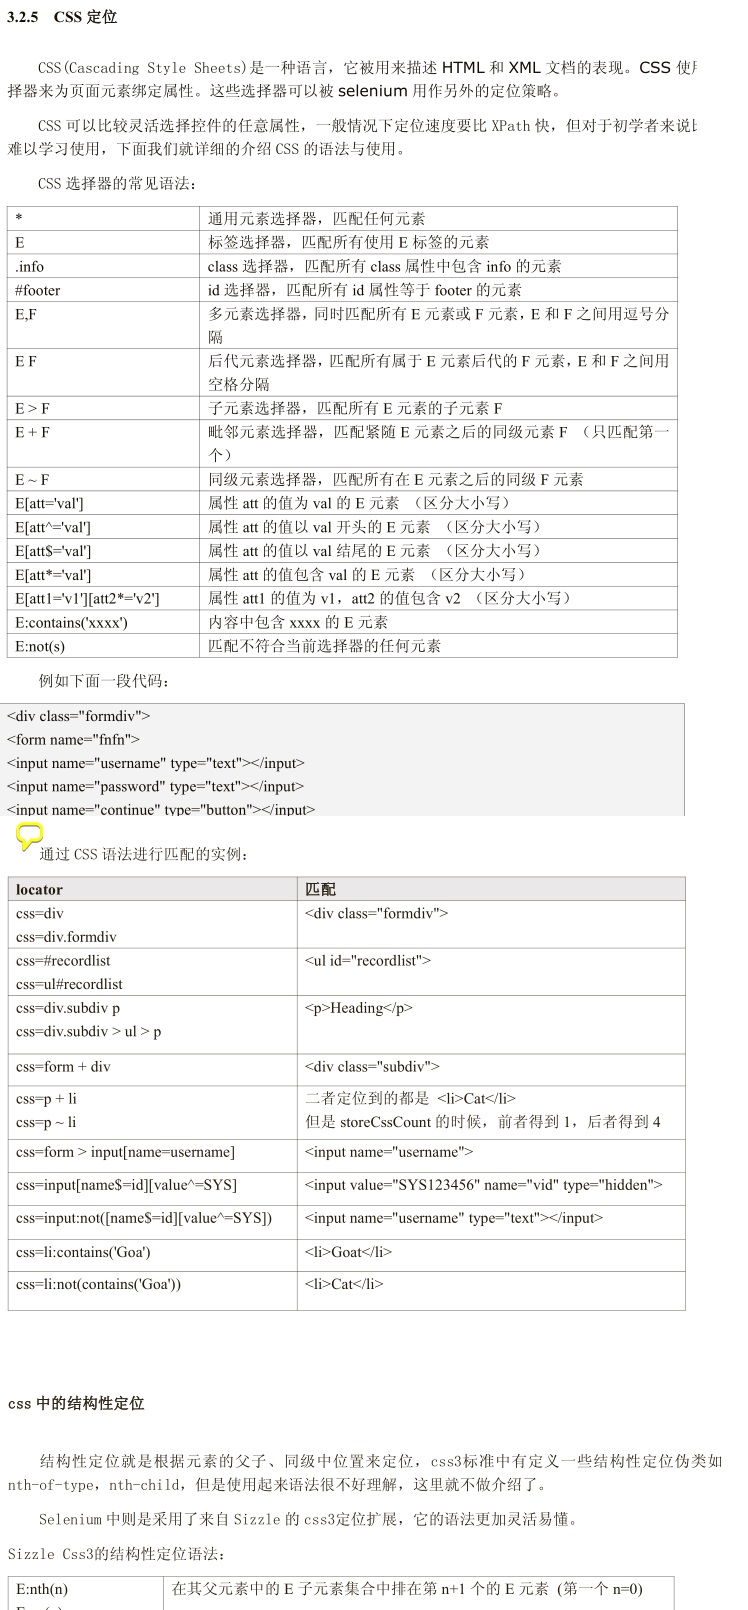 3.2.5 CSS 定位
CSS(Cascading Style Sheets)是一种语言，它被用来描述 HTML 和 XML 文档的表现。CSS 使
择器来为页面元素绑定属性。这些选择器可以被 selenium 用作另外的定位策略。
CSS 可以比较灵活选择控件的任意属性，一般情况下定位速度要比 XPath 快，但对于初学者来说
难以学习使用，下面我们就详细的介绍 CSS 的语法与使用。
CSS 选择器的常见语法：
* 通用元素选择器，匹配任何元素
E 标签选择器，匹配所有使用 E 标签的元素
.info class 选择器，匹配所有 class 属性中包含 info 的元素
#footer id 选择器，匹配所有 id 属性等于 footer 的元素
E,F 多元素选择器，同时匹配所有 E 元素或 F 元素，E 和 F 之间用逗号分
隔
E F 后代元素选择器，匹配所有属于 E 元素后代的 F 元素，E 和 F 之间用
空格分隔
E > F 子元素选择器，匹配所有 E 元素的子元素 F
E + F 毗邻元素选择器，匹配紧随 E 元素之后的同级元素 F （只匹配第一
个）
E ~ F 同级元素选择器，匹配所有在 E 元素之后的同级 F 元素
E[att='val'] 属性 att 的值为 val 的 E 元素 （区分大小写）
E[att^='val'] 属性 att 的值以 val 开头的 E 元素 （区分大小写）
E[att$='val'] 属性 att 的值以 val 结尾的 E 元素 （区分大小写）
E[att*='val'] 属性 att 的值包含 val 的 E 元素 （区分大小写）
E[att1='v1'][att2*='v2'] 属性 att1 的值为 v1，att2 的值包含 v2 （区分大小写）
E:contains('xxxx') 内容中包含 xxxx 的 E 元素
E:not(s) 匹配不符合当前选择器的任何元素
例如下面一段代码：
<div class="formdiv">
<form name="fnfn">
<input name="username" type="text"></input>
<input name="password" type="text"></input>
<input name="continue" type="button"></input>
通过 CSS 语法进行匹配的实例：
locator 匹配
css=div <div class="formdiv">
css=div.formdiv
css=#recordlist <ul id="recordlist">
css=ul#recordlist
css=div.subdiv p <p>Heading</p>
css=div.subdiv > ul > p
css=form + div <div class="subdiv">
css=p + li 二者定位到的都是 <li>Cat</li>
css=p ~ li 但是 storeCssCount 的时候，前者得到 1，后者得到 4
css=form > input[name=username] <input name="username">
css=input[name$=id][value^=SYS] <input value="SYS123456" name="vid" type="hidden">
css=input:not([name$=id][value^=SYS]) <input name="username" type="text"></input>
css=li:contains('Goa') <li>Goat</li>
css=li:not(contains('Goa')) <li>Cat</li>
css 中的结构性定位
结构性定位就是根据元素的父子、同级中位置来定位，css3标准中有定义一些结构性定位伪类如
nth-of-type，nth-child，但是使用起来语法很不好理解，这里就不做介绍了。
Selenium 中则是采用了来自 Sizzle 的 css3定位扩展，它的语法更加灵活易懂。
Sizzle Css3的结构性定位语法：
E:nth(n) 在其父元素中的 E 子元素集合中排在第 n+1 个的 E 元素 (第一个 n=0)